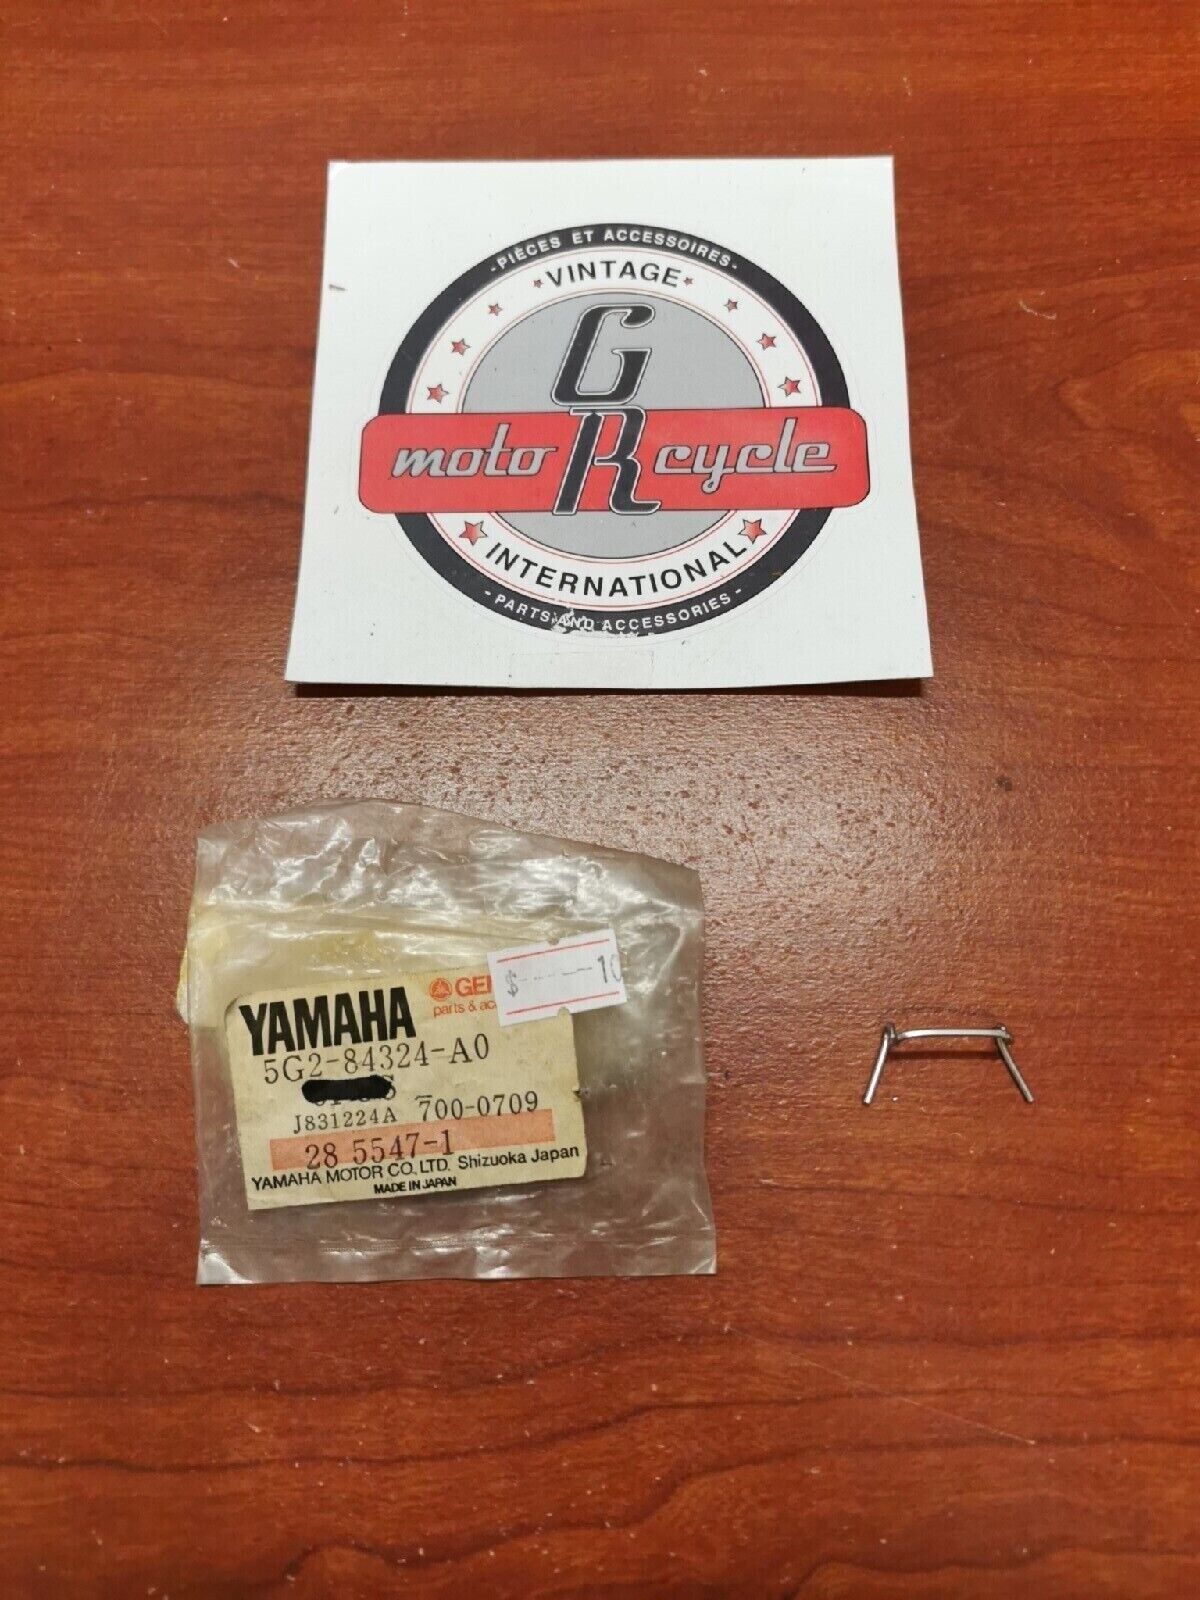 -PIÈCES ET ACCESSOIRES-
VINTAGE
GR
moto cycle
INTERNATIONAL
-PARTS AND ACCESSORIES-
$-----10
YAMAHA
parts &
5G2-84324-A0
J831224A 700-0709
28 5547-1
YAMAHA MOTOR CO., LTD. Shizuoka Japan
MADE IN JAPAN